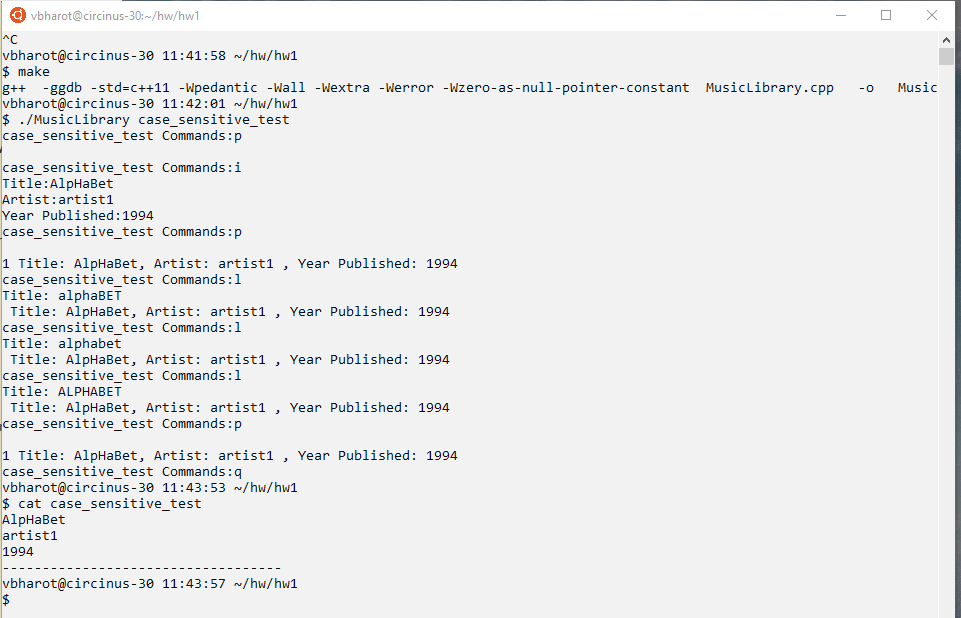 vbharot@circinus-30:~/hw/hw1
^C
vbharot@circinus-30 11:41:58 ~/hw/hw1
$ make
g++  -ggdb -std=c++11 -Wpedantic -Wall -Wextra -Werror -Wzero-as-null-pointer-constant  MusicLibrary.cpp   -o   Music
vbharot@circinus-30 11:42:01 ~/hw/hw1
$ ./MusicLibrary case_sensitive_test
case_sensitive_test Commands:p

case_sensitive_test Commands:i
Title:AlpHaBet
Artist:artist1
Year Published:1994
case_sensitive_test Commands:p

1 Title: AlpHaBet, Artist: artist1 , Year Published: 1994
case_sensitive_test Commands:l
Title: alphaBET
 Title: AlpHaBet, Artist: artist1 , Year Published: 1994
case_sensitive_test Commands:l
Title: alphabet
 Title: AlpHaBet, Artist: artist1 , Year Published: 1994
case_sensitive_test Commands:l
Title: ALPHABET
 Title: AlpHaBet, Artist: artist1 , Year Published: 1994
case_sensitive_test Commands:p

1 Title: AlpHaBet, Artist: artist1 , Year Published: 1994
case_sensitive_test Commands:q
vbharot@circinus-30 11:43:53 ~/hw/hw1
$ cat case_sensitive_test
AlpHaBet
artist1
1994
-----------------------------------
vbharot@circinus-30 11:43:57 ~/hw/hw1
$